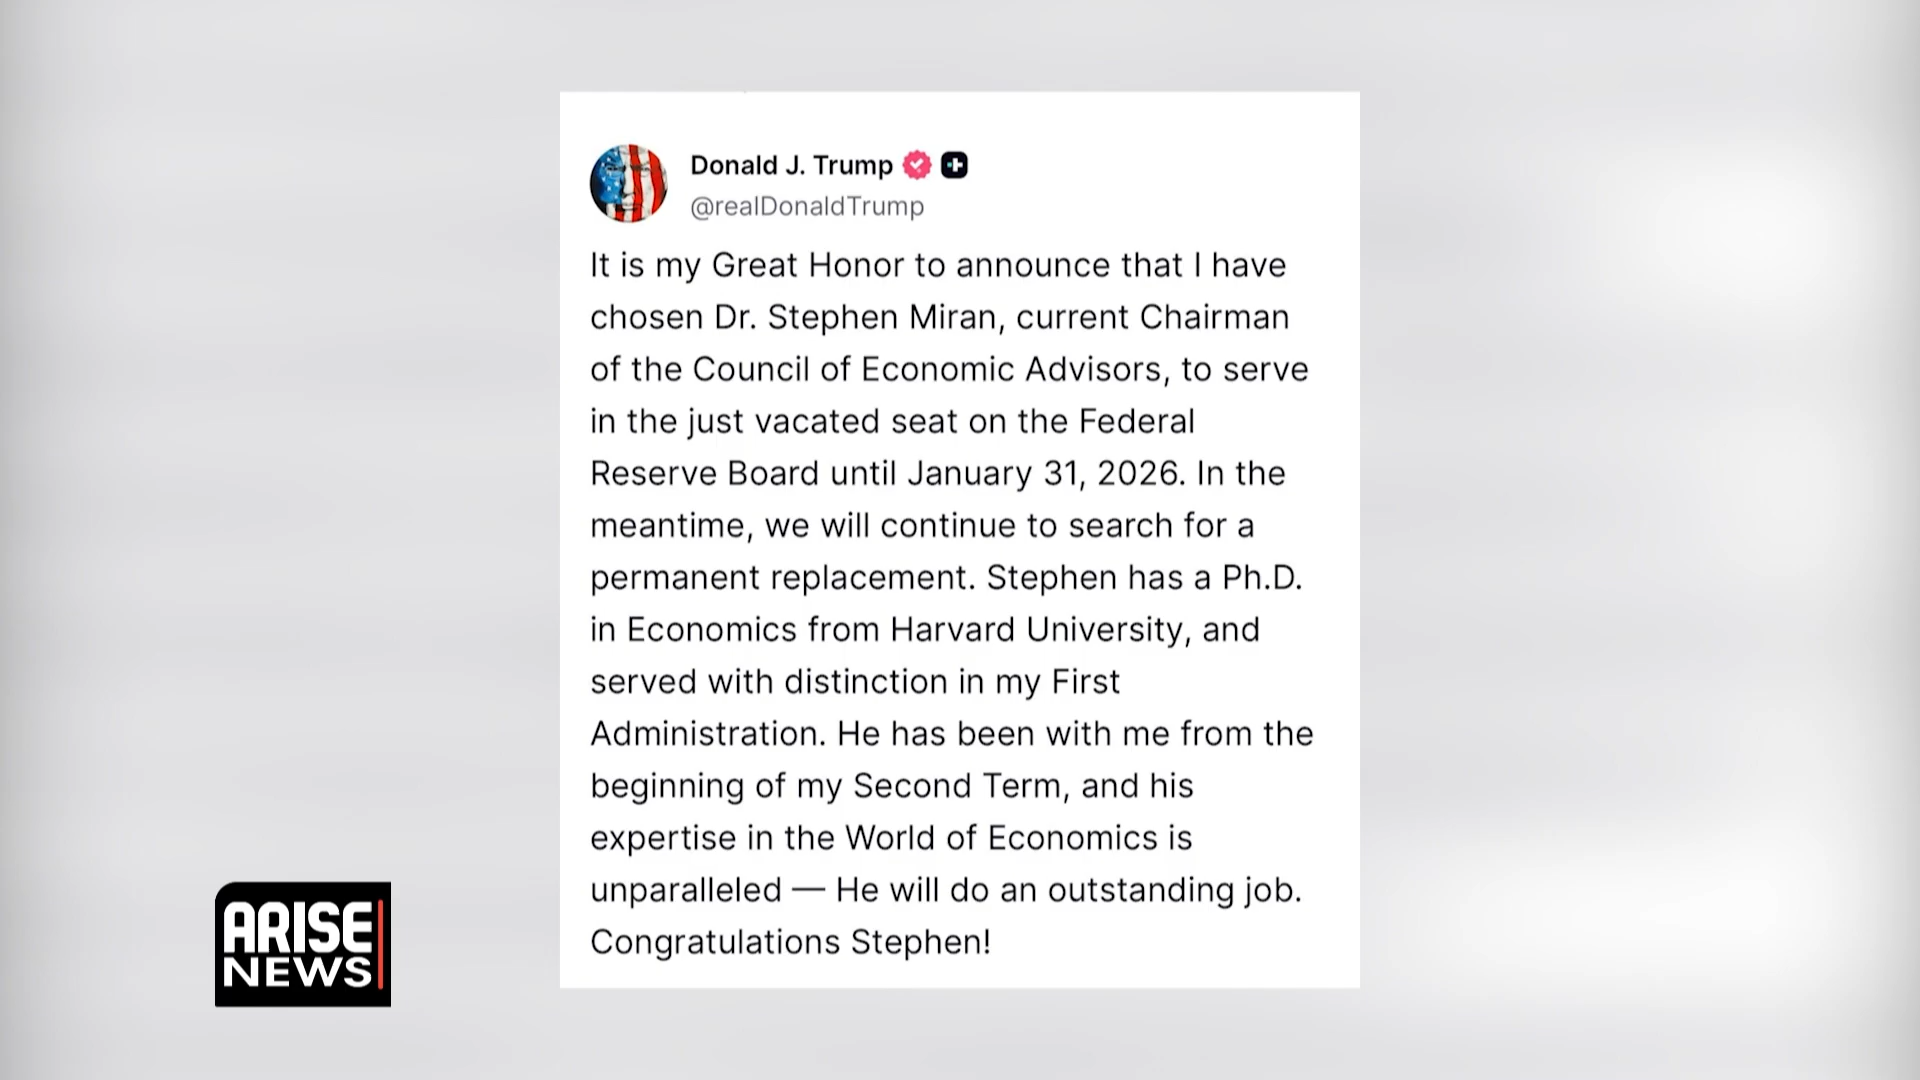 Donald J. Trump
@realDonaldTrump
It is my Great Honor to announce that I have
chosen Dr. Stephen Miran, current Chairman
of the Council of Economic Advisors, to serve
in the just vacated seat on the Federal
Reserve Board until January 31, 2026. In the
meantime, we will continue to search for a
permanent replacement. Stephen has a Ph.D.
in Economics from Harvard University, and
served with distinction in my First
Administration. He has been with me from the
beginning of my Second Term, and his
expertise in the World of Economics is
unparalleled — He will do an outstanding job.
Congratulations Stephen!
ARISE
NEWS